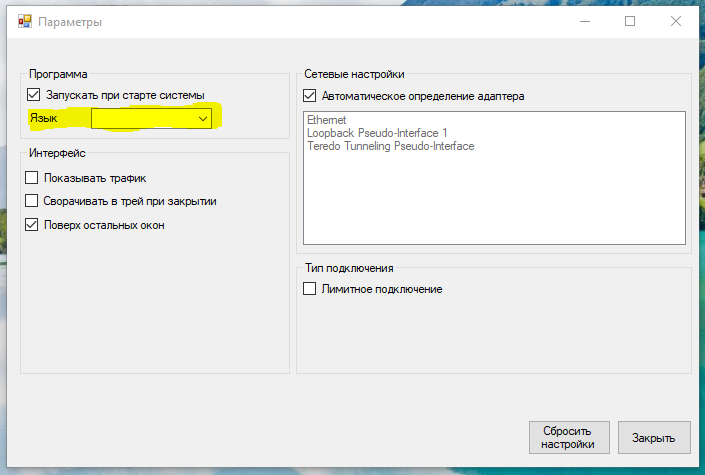 Параметры
Программа
Запускать при старте системы
Язык
Интерфейс
Показывать трафик
Сворачивать в трей при закрытии
Поверх остальных окон
Сетевые настройки
Автоматическое определение адаптера
Ethernet
Loopback Pseudo-Interface 1
Teredo Tunneling Pseudo-Interface
Тип подключения
Лимитное подключение
Сбросить
настройки
Закрыть